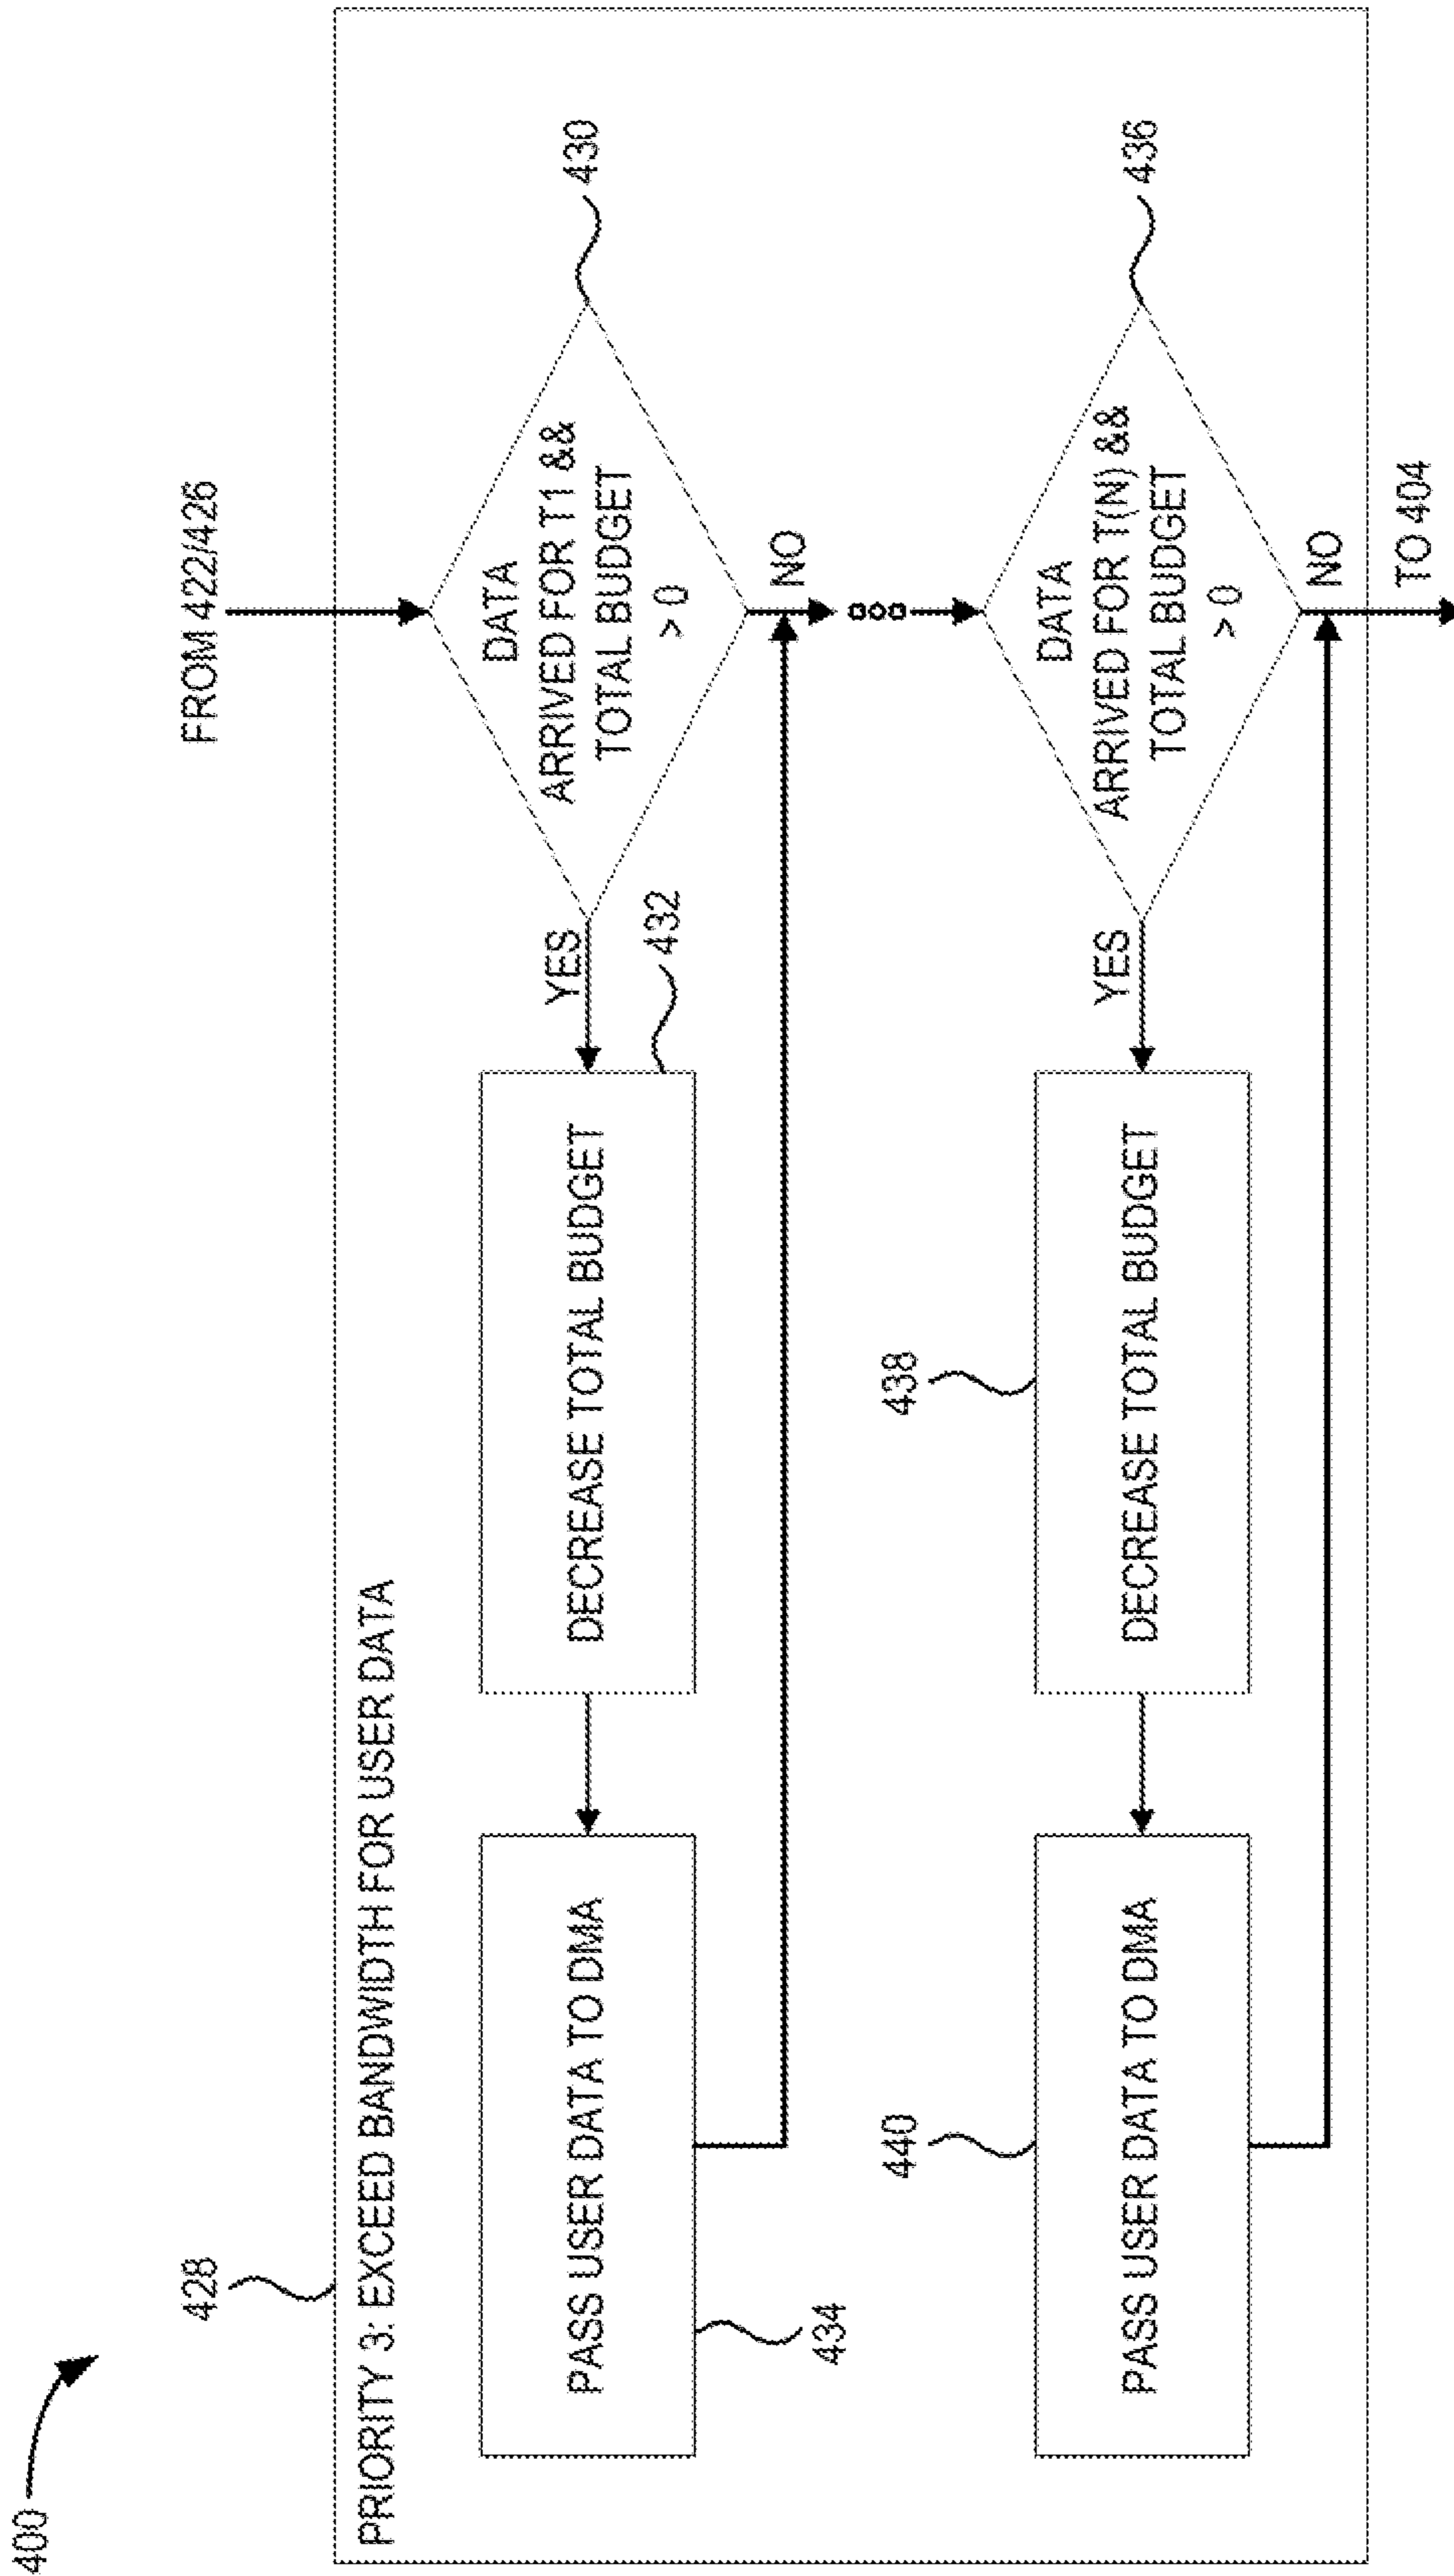 400
428
FROM 422/426
PRIORITY 3: EXCEED BANDWIDTH FOR USER DATA
PASS USER DATA TO DMA
434
DECREASE TOTAL BUDGET
432
YES
DATA
ARRIVED FOR T1 &&
TOTAL BUDGET
> 0
430
NO
PASS USER DATA TO DMA
440
DECREASE TOTAL BUDGET
438
YES
DATA
ARRIVED FOR T(N) &&
TOTAL BUDGET
> 0
436
NO
TO 404